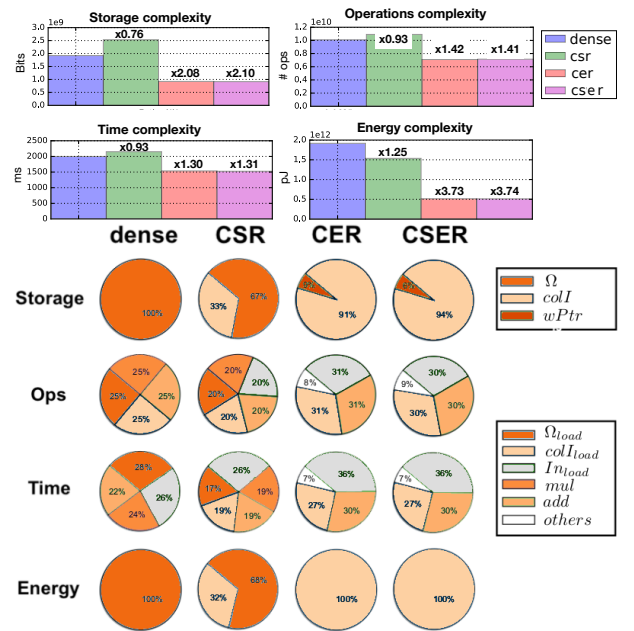 Storage complexity
1e9
3.0
2.5
2.0
1.5
1.0
0.5
0.0
Bits
x0.76
x2.08
x2.10
Operations complexity
1e10
1.2
1.0
0.8
0.6
0.4
0.2
0.0
# ops
x0.93
x1.42
x1.41
dense
csr
cer
cser
Time complexity
2500
2000
1500
1000
500
0
ms
x0.93
x1.30
x1.31
Energy complexity
1e12
2.0
1.5
1.0
0.5
0.0
pJ
x1.25
x3.73
x3.74
dense CSR CER CSER
Storage
100%
33% 67%
91%
94%
Ω
colI
wPtr
Ops
25% 25% 25% 25%
20% 20% 20% 20% 20%
8% 31% 31% 31%
9% 30% 30% 30%
Time
28% 22% 26% 24%
26% 17% 19% 19% 19%
7% 36% 27% 30%
7% 36% 27% 30%
Ω load
colI load
In load
mul
add
others
Energy
100%
32% 68%
100%
100%